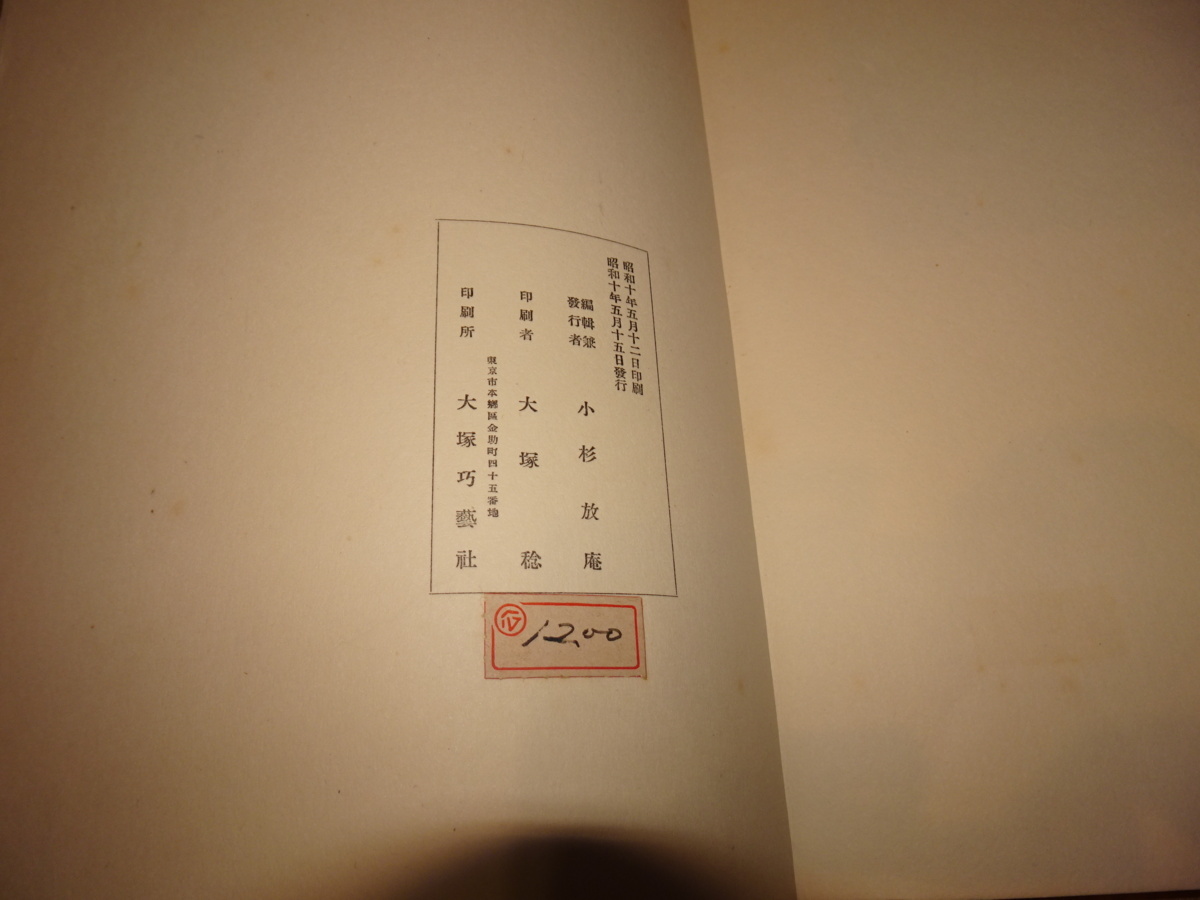 昭和十年五月十二日印刷
昭和十年五月十五日發行
編輯兼
發行者 小杉放庵
印刷者 大塚稔
東京市本鄕區金助町四十五番地
印刷所 大塚巧藝社
12.00